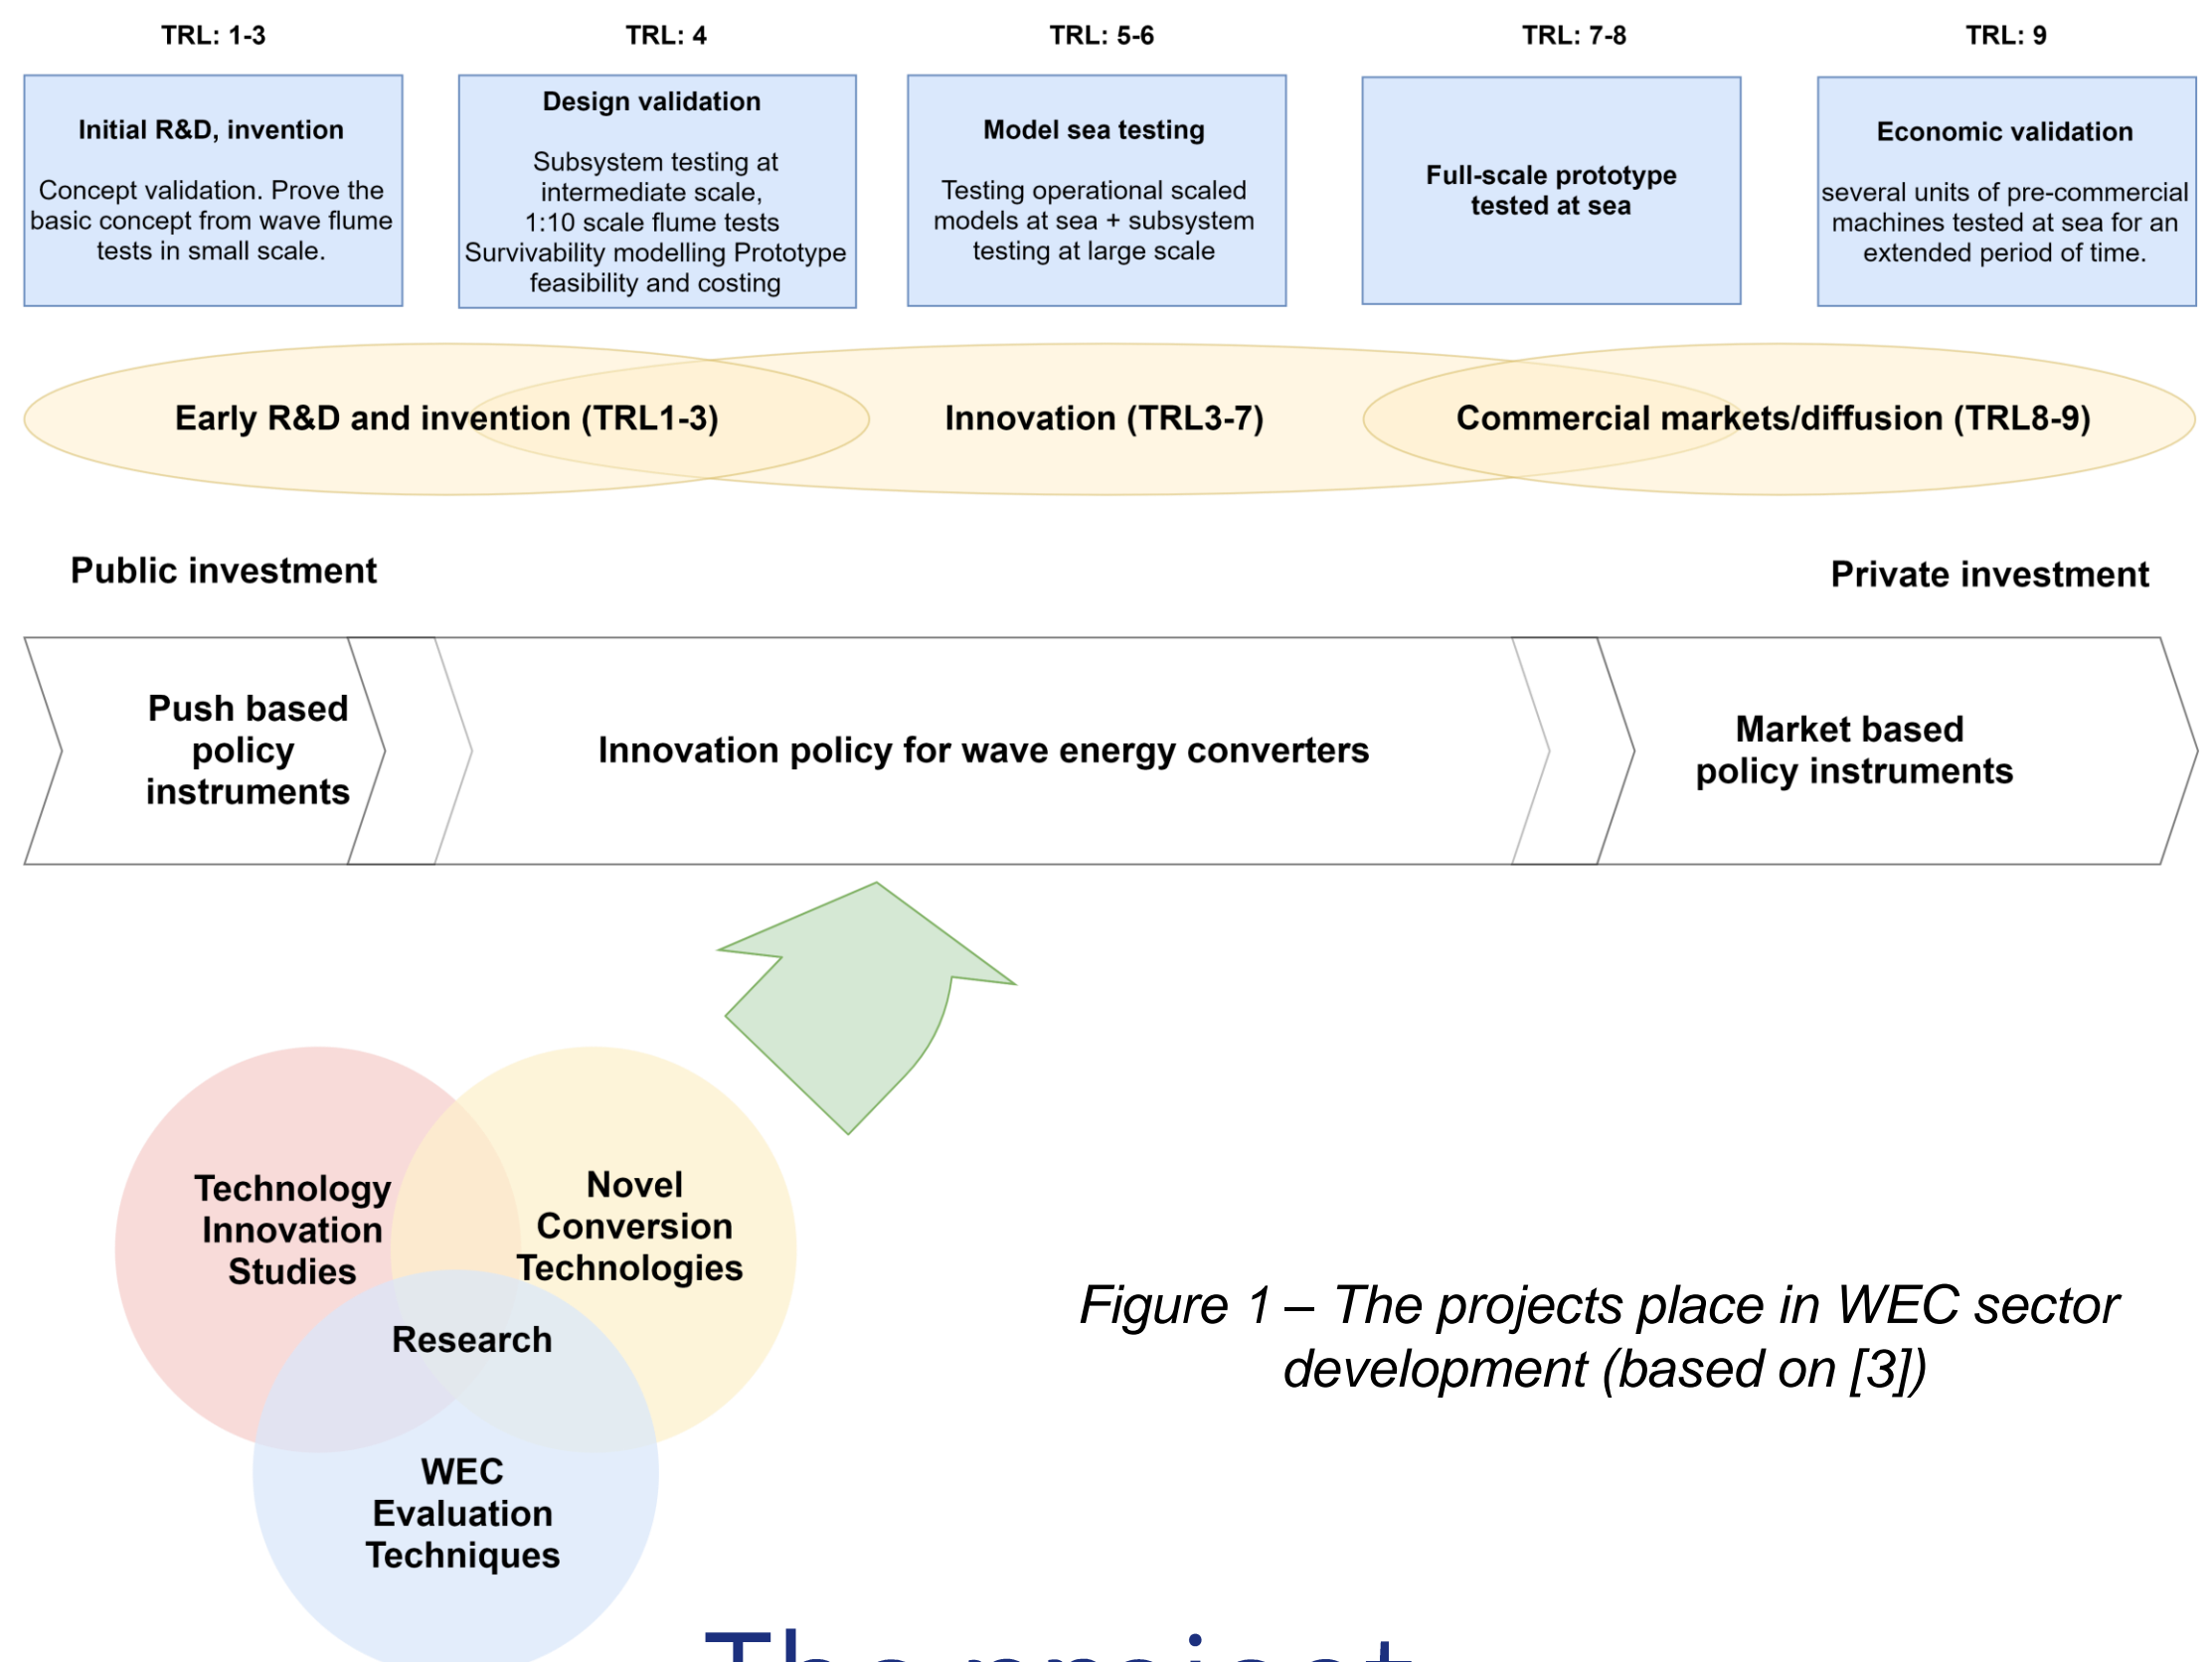 TRL: 1-3
TRL: 4
TRL: 5-6
TRL: 7-8
TRL: 9
Initial R&D, invention
Concept validation. Prove the
basic concept from wave flume
tests in small scale.
Design validation
Subsystem testing at
intermediate scale,
1:10 scale flume tests
Survivability modelling Prototype
feasibility and costing
Model sea testing
Testing operational scaled
models at sea + subsystem
testing at large scale
Full-scale prototype
tested at sea
Economic validation
several units of pre-commercial
machines tested at sea for an
extended period of time.
Early R&D and invention (TRL1-3)
Innovation (TRL3-7)
Commercial markets/diffusion (TRL8-9)
Public investment
Private investment
Push based
policy
instruments
Innovation policy for wave energy converters
Market based
policy instruments
Technology
Innovation
Studies
Novel
Conversion
Technologies
Research
WEC
Evaluation
Techniques
Figure 1 – The projects place in WEC sector
development (based on [3])
The project